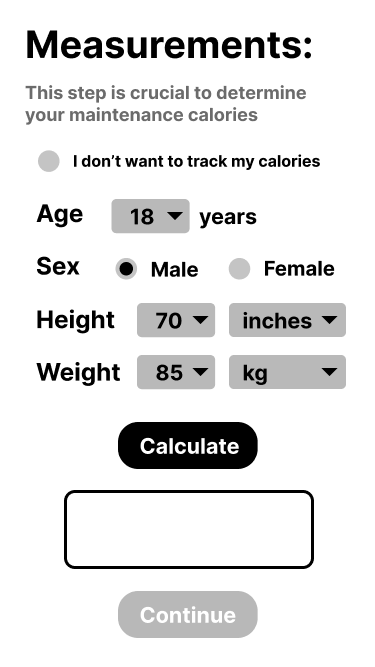 Measurements:
This step is crucial to determine
your maintenance calories
I don’t want to track my calories
Age 18 years
Sex Male Female
Height 70 inches
Weight 85 kg
Calculate
Continue